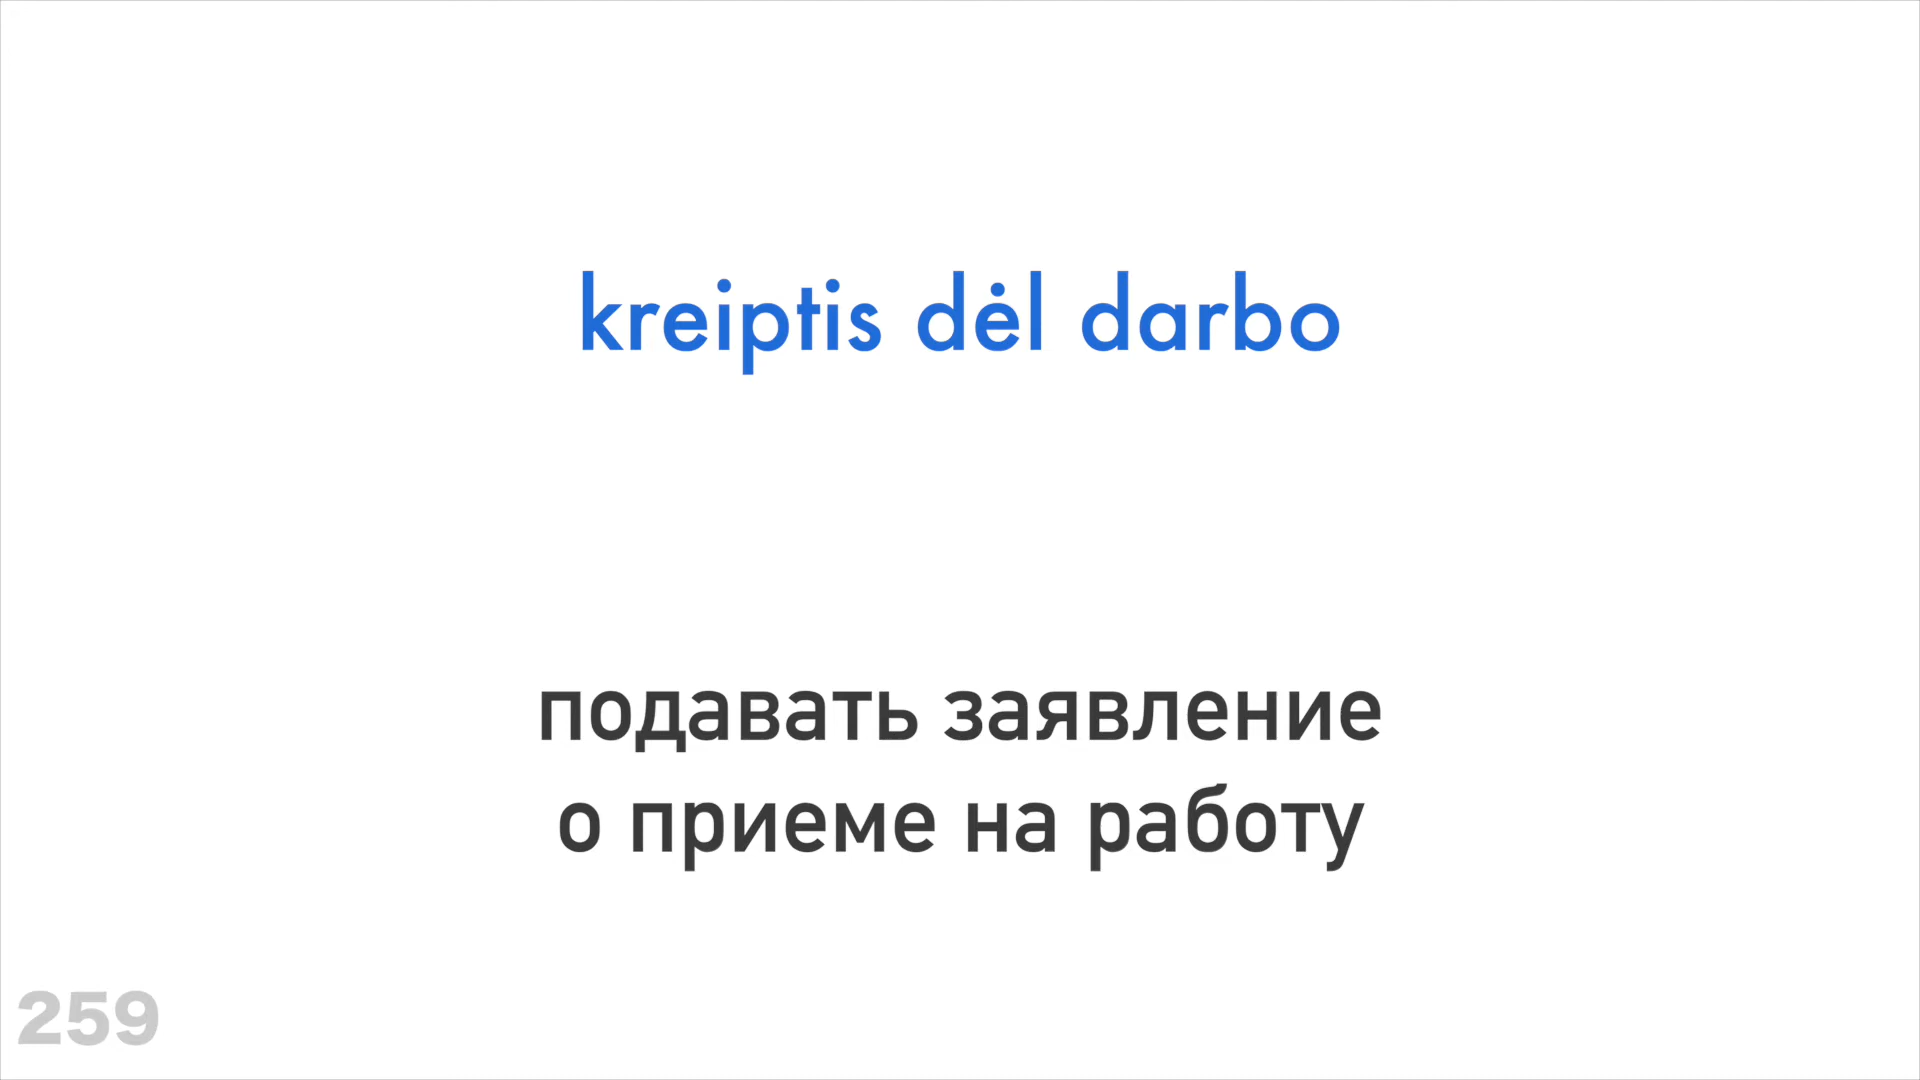 kreiptis dėl darbo
подавать заявление
о приеме на работу
259